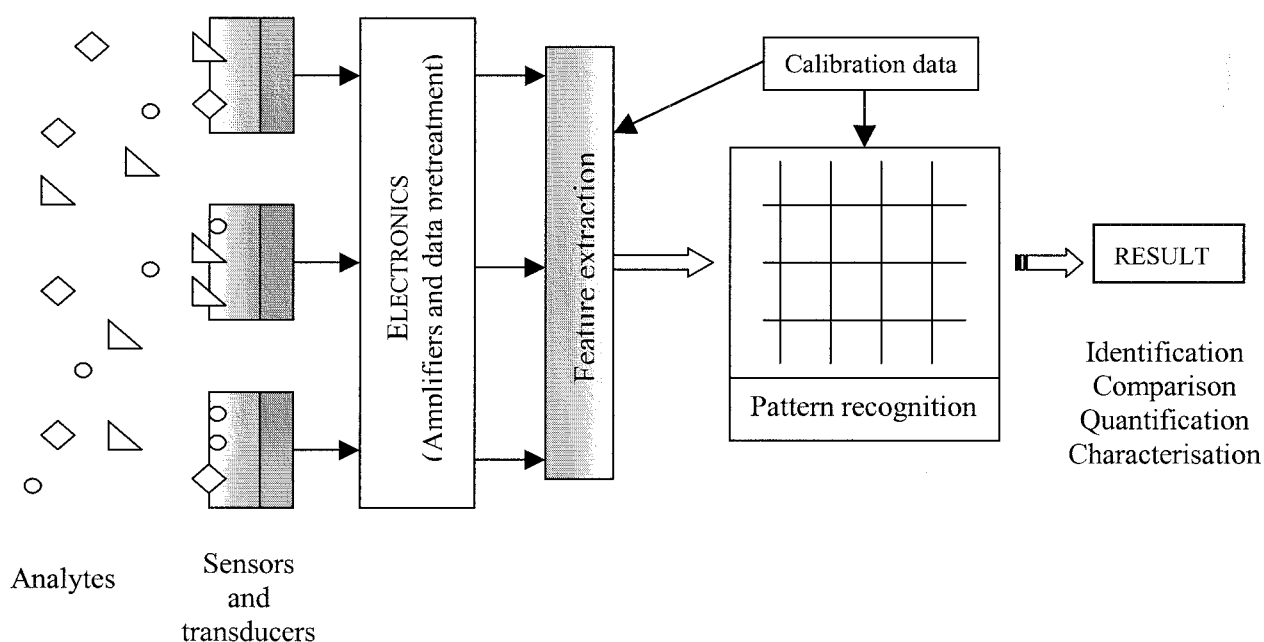 Analytes
Sensors
and
transducers
ELECTRONICS
(Amplifiers and data pretreatment)
Feature extraction
Calibration data
Pattern recognition
RESULT
Identification
Comparison
Quantification
Characterisation